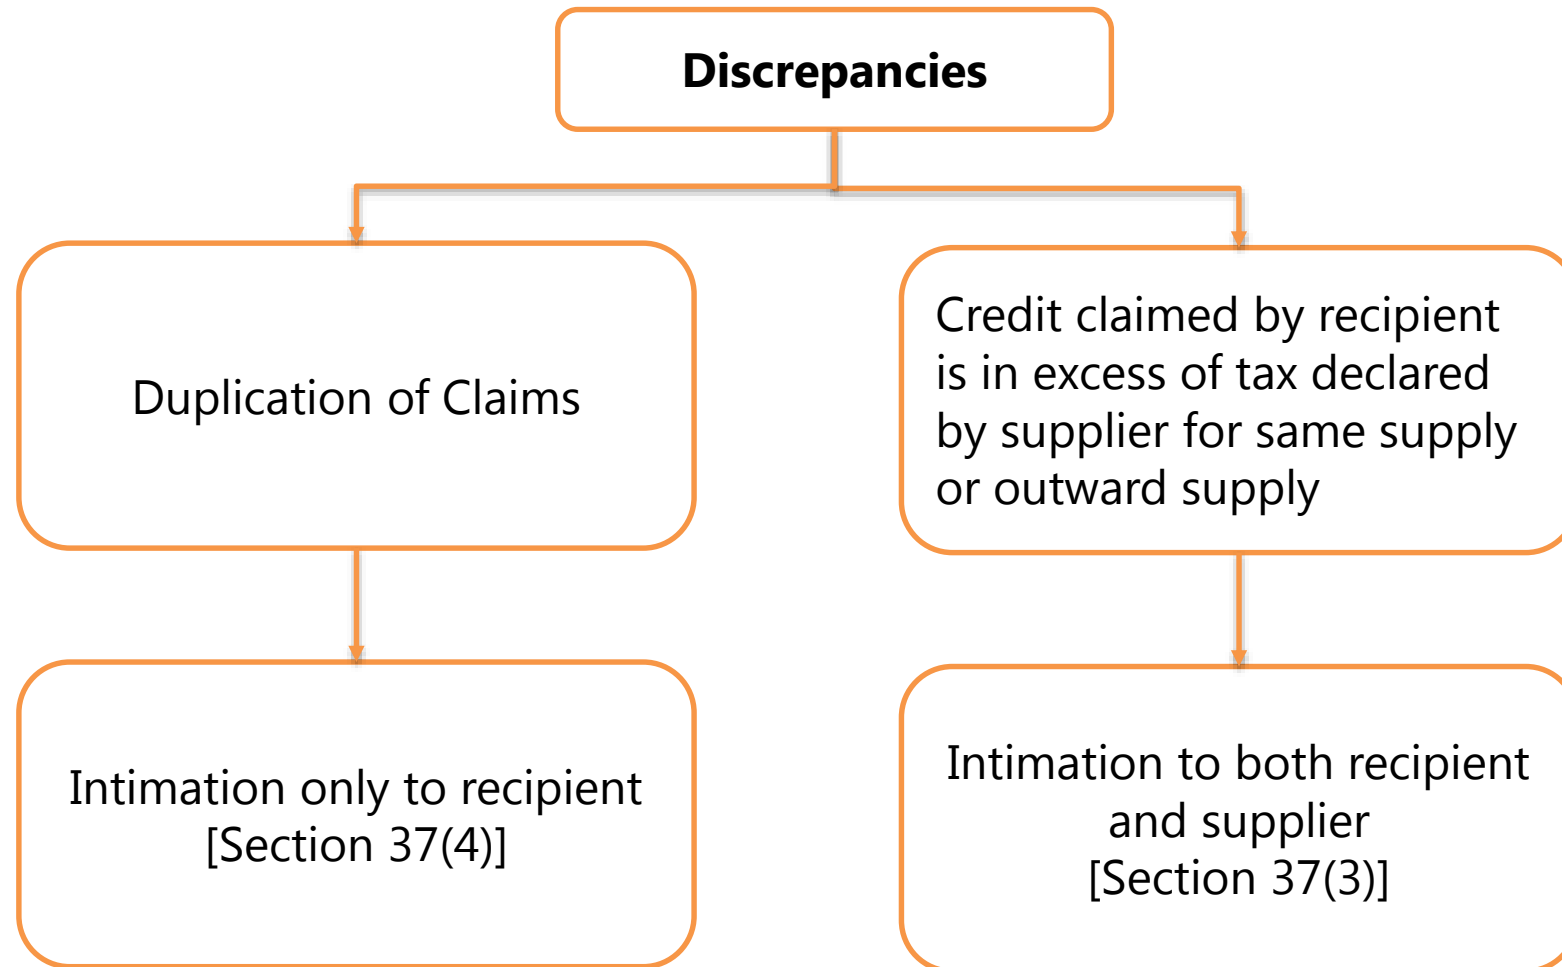 Discrepancies
Duplication of Claims
Credit claimed by recipient
is in excess of tax declared
by supplier for same supply
or outward supply
Intimation only to recipient
[Section 37(4)]
Intimation to both recipient
and supplier
[Section 37(3)]